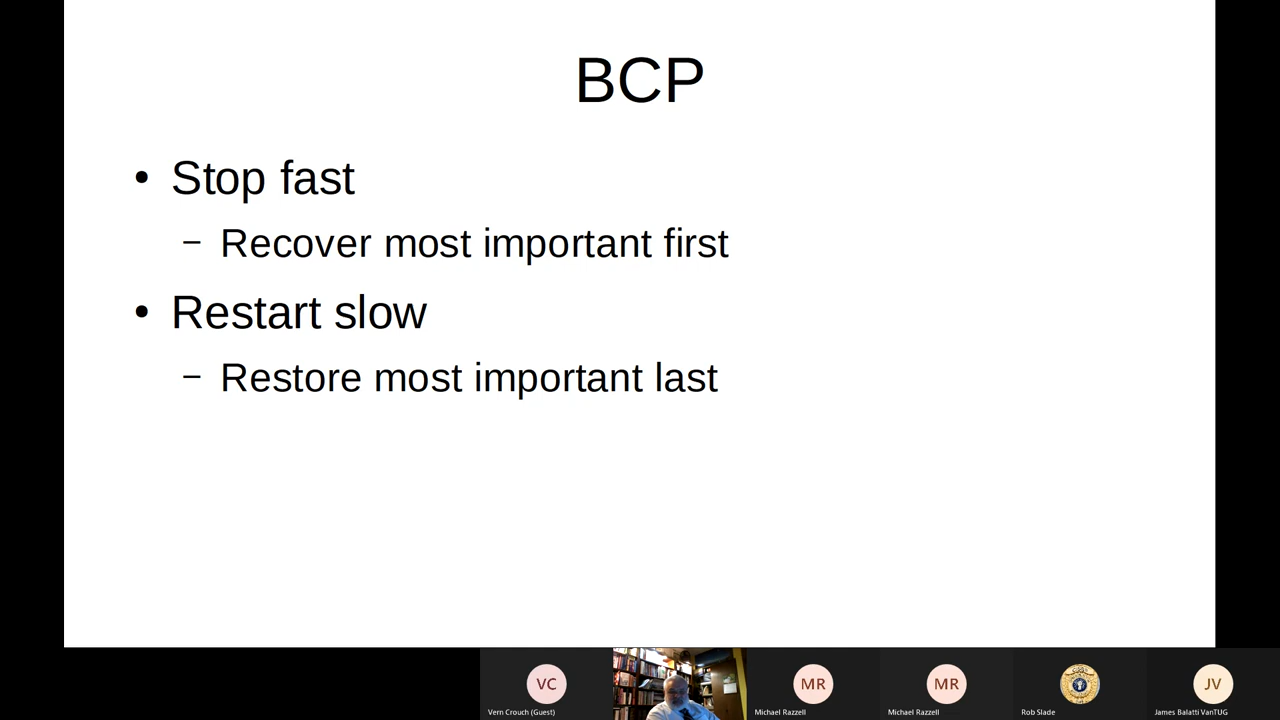 BCP
• Stop fast
– Recover most important first
• Restart slow
– Restore most important last
VC
MR
MR
JV
Vern Crouch (Guest)
Michael Razzell
Michael Razzell
Rob Slade
James Balatti VanTUG